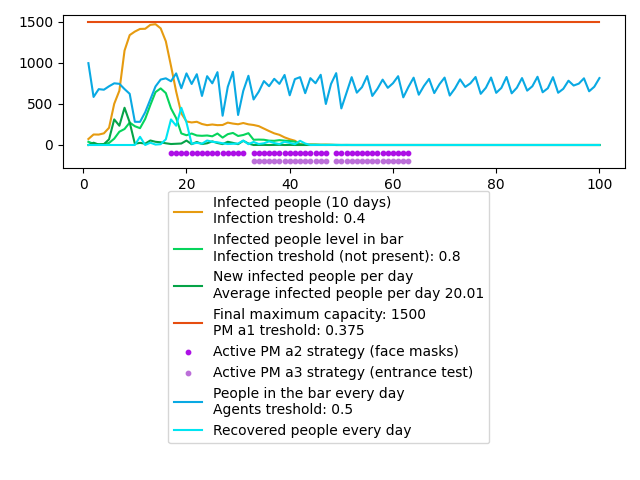 1500
1000
500
0
0 20 40 60 80 100
Infected people (10 days)
Infection treshold: 0.4
Infected people level in bar
Infection treshold (not present): 0.8
New infected people per day
Average infected people per day 20.01
Final maximum capacity: 1500
PM a1 treshold: 0.375
Active PM a2 strategy (face masks)
Active PM a3 strategy (entrance test)
People in the bar every day
Agents treshold: 0.5
Recovered people every day